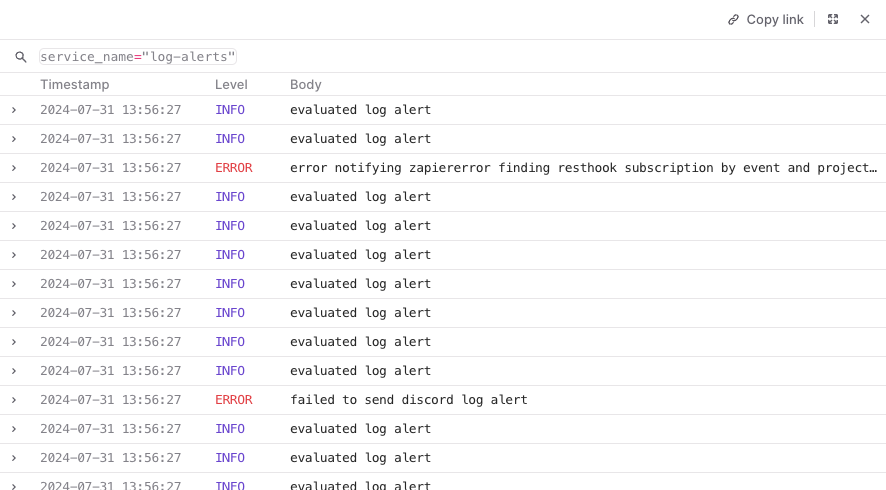 Copy link
service_name="log-alerts"
Timestamp Level Body
2024-07-31 13:56:27 INFO evaluated log alert
2024-07-31 13:56:27 INFO evaluated log alert
2024-07-31 13:56:27 ERROR error notifying zapiererror finding resthook subscription by event and project…
2024-07-31 13:56:27 INFO evaluated log alert
2024-07-31 13:56:27 INFO evaluated log alert
2024-07-31 13:56:27 INFO evaluated log alert
2024-07-31 13:56:27 INFO evaluated log alert
2024-07-31 13:56:27 INFO evaluated log alert
2024-07-31 13:56:27 INFO evaluated log alert
2024-07-31 13:56:27 INFO evaluated log alert
2024-07-31 13:56:27 ERROR failed to send discord log alert
2024-07-31 13:56:27 INFO evaluated log alert
2024-07-31 13:56:27 INFO evaluated log alert
2024-07-31 13:56:27 INFO evaluated log alert